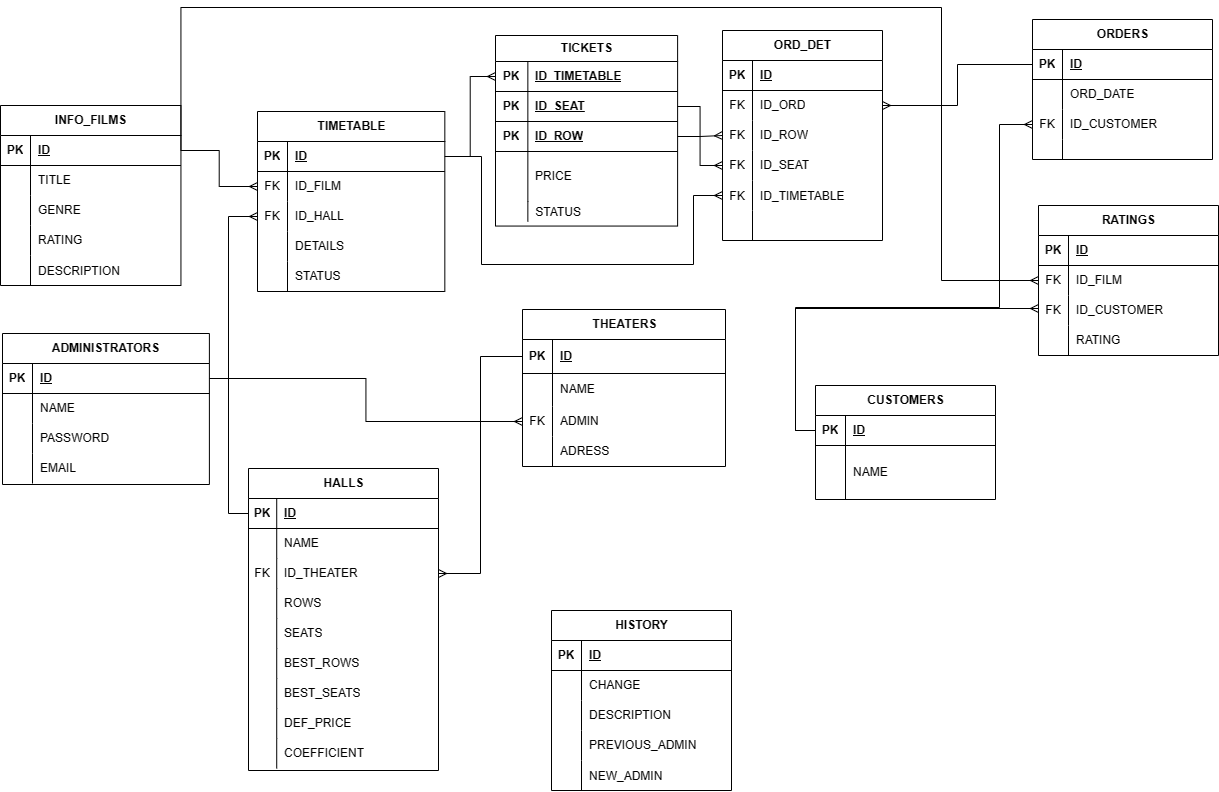 INFO_FILMS
PK ID
TITLE
GENRE
RATING
DESCRIPTION
TIMETABLE
PK ID
FK ID_FILM
FK ID_HALL
DETAILS
STATUS
TICKETS
PK ID_TIMETABLE
PK ID_SEAT
PK ID_ROW
PRICE
STATUS
ORD_DET
PK ID
FK ID_ORD
FK ID_ROW
FK ID_SEAT
FK ID_TIMETABLE
ORDERS
PK ID
ORD_DATE
FK ID_CUSTOMER
RATINGS
PK ID
FK ID_FILM
FK ID_CUSTOMER
RATING
ADMINISTRATORS
PK ID
NAME
PASSWORD
EMAIL
THEATERS
PK ID
NAME
FK ADMIN
ADRESS
CUSTOMERS
PK ID
NAME
HALLS
PK ID
NAME
FK ID_THEATER
ROWS
SEATS
BEST_ROWS
BEST_SEATS
DEF_PRICE
COEFFICIENT
HISTORY
PK ID
CHANGE
DESCRIPTION
PREVIOUS_ADMIN
NEW_ADMIN